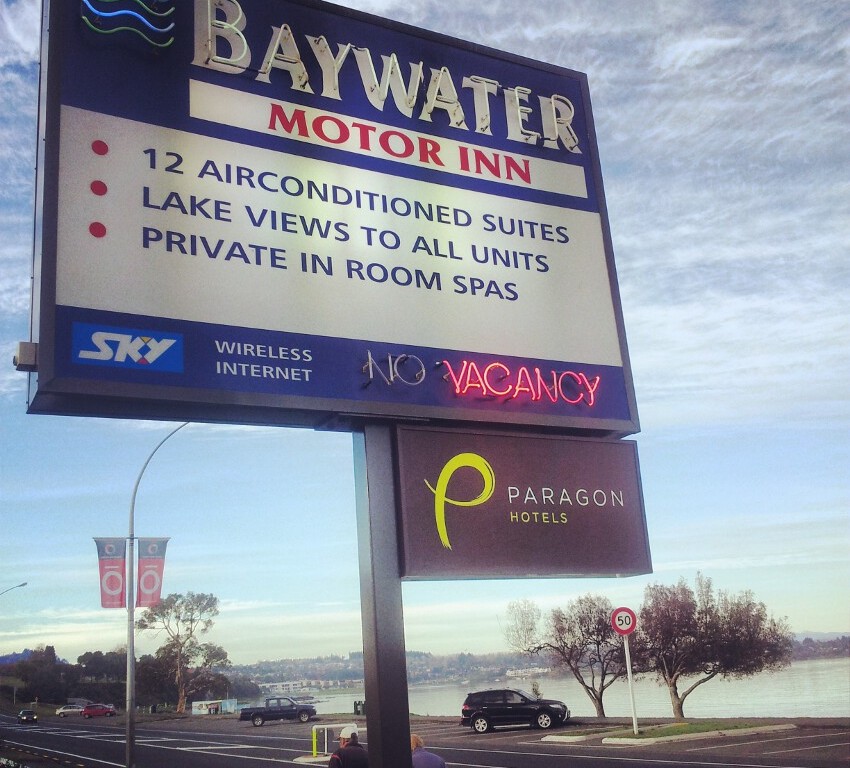 BAYWATER
MOTOR INN
12 AIRCONDITIONED SUITES
LAKE VIEWS TO ALL UNITS
PRIVATE IN ROOM SPAS
SKY
WIRELESS
INTERNET
NO VACANCY
PARAGON
HOTELS
50